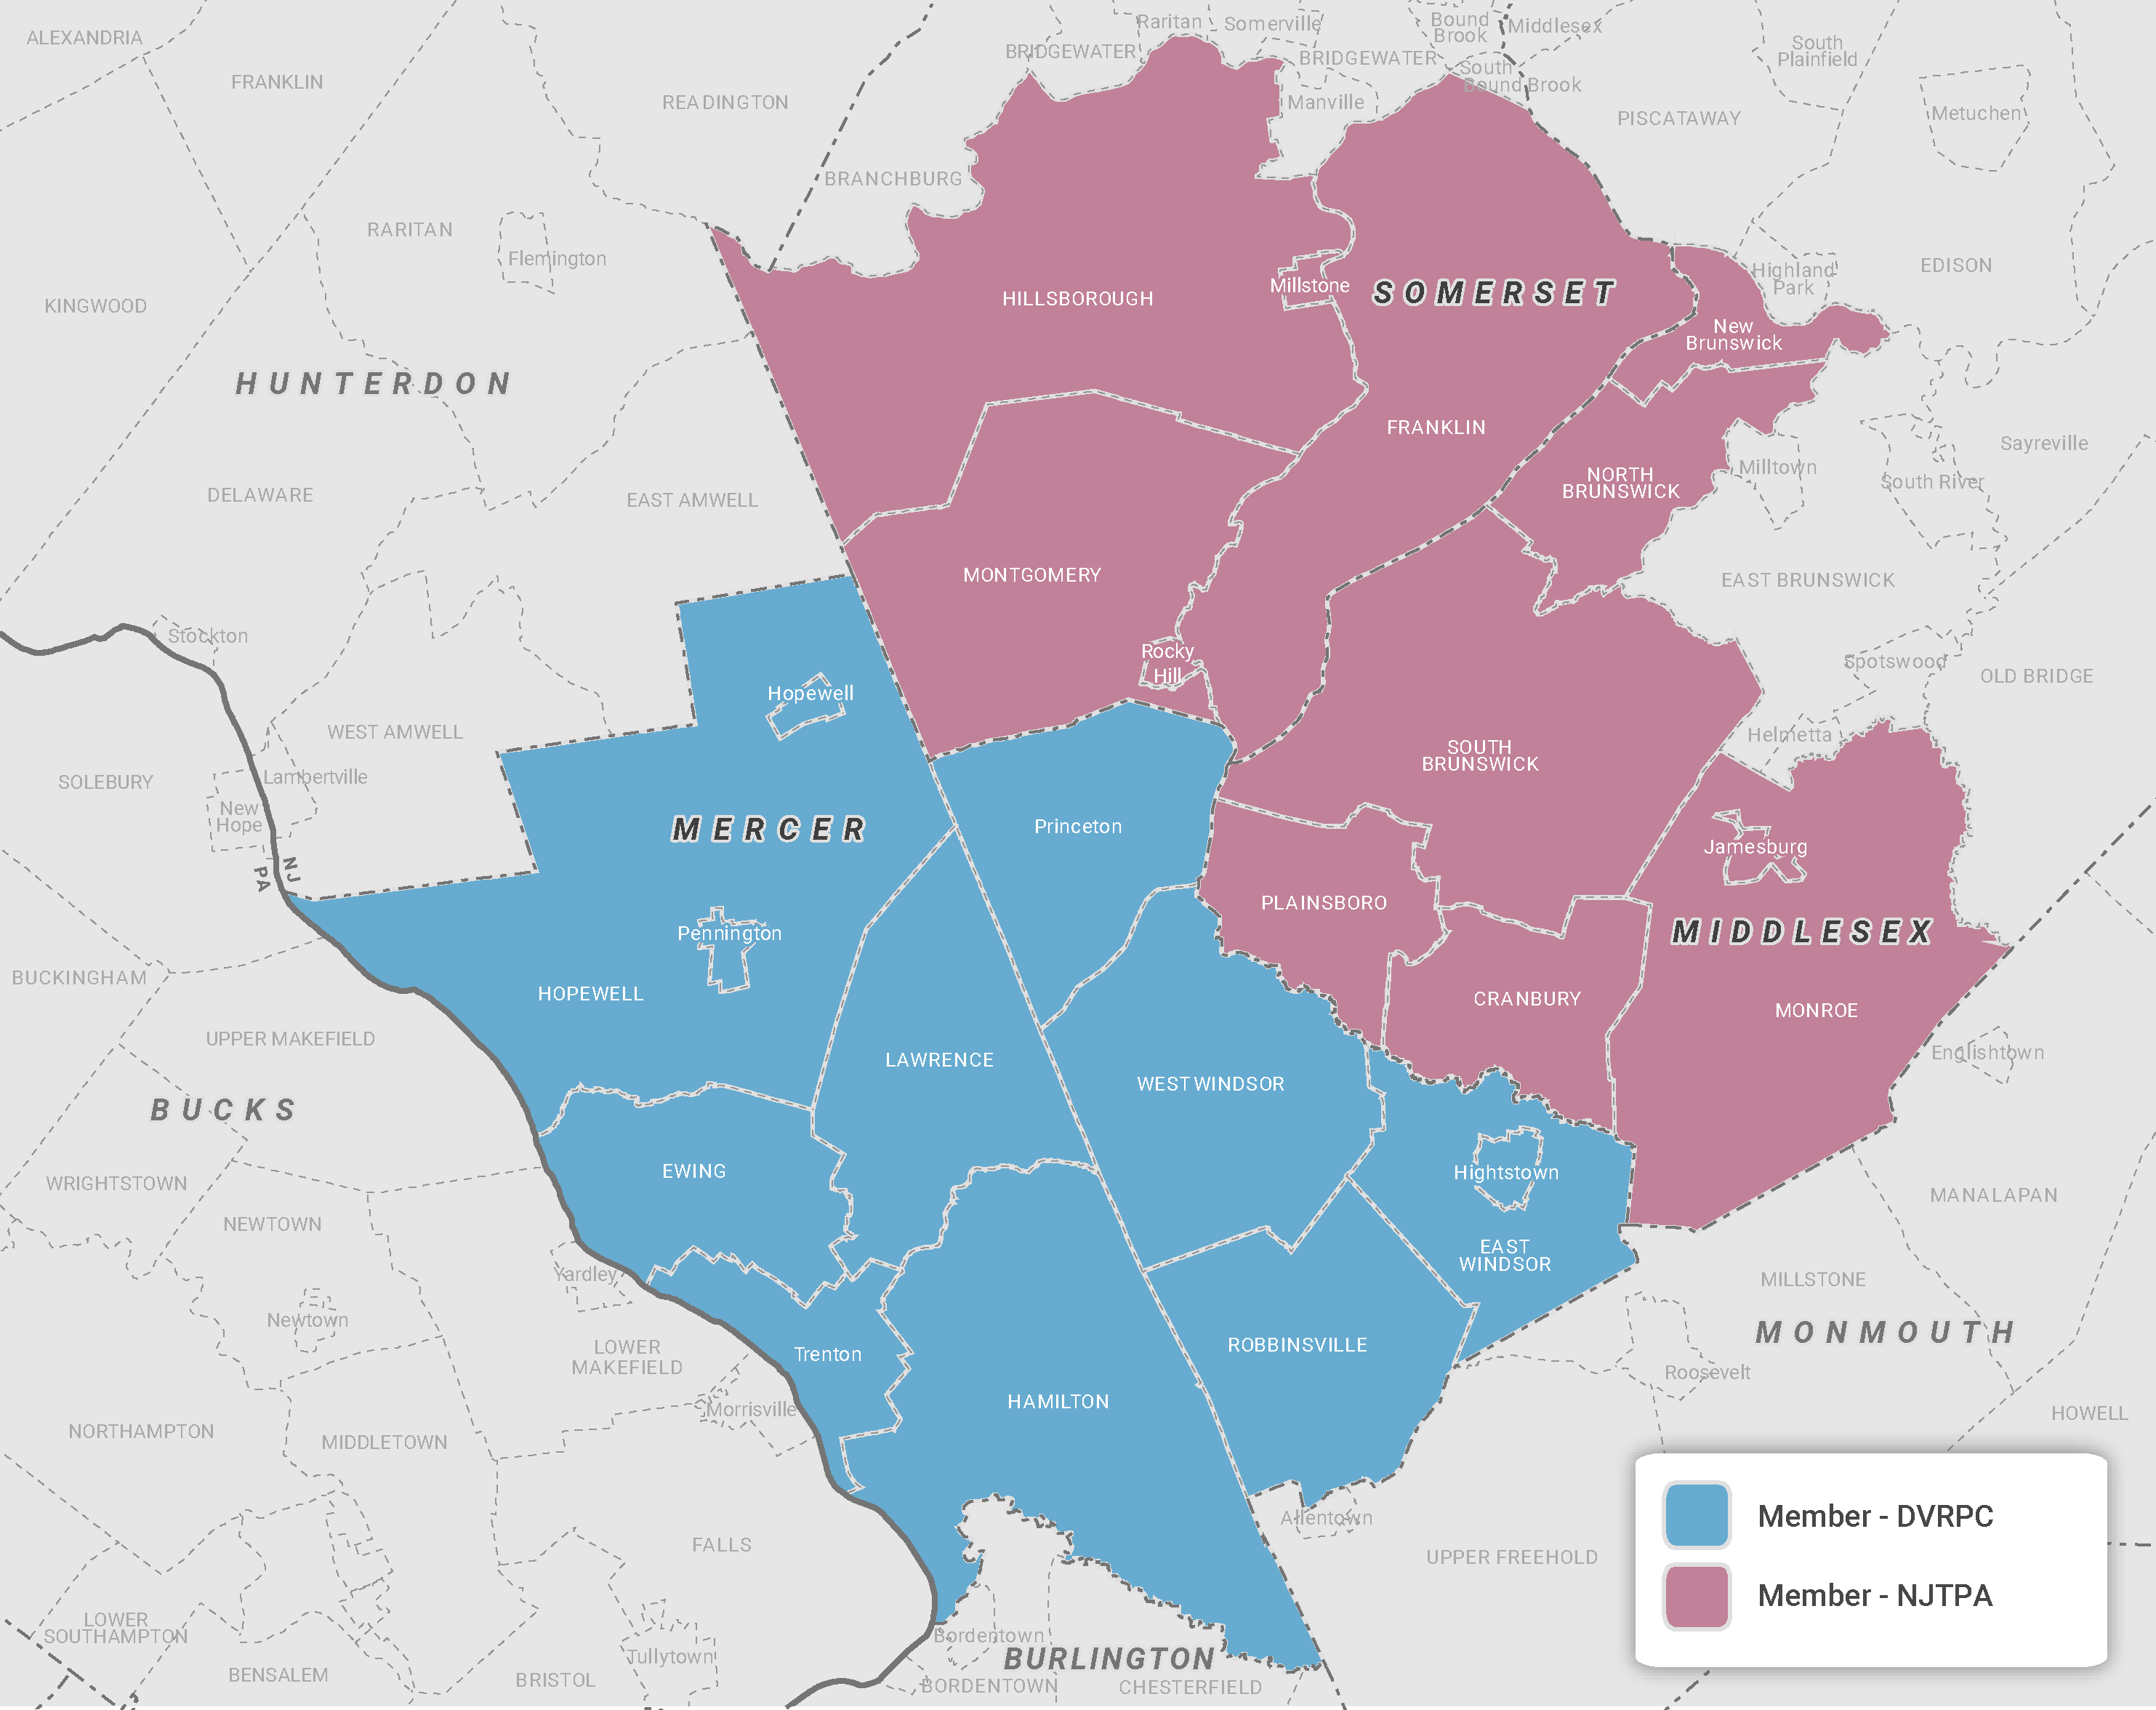 Raritan
Somerville
Bound
Brook
Middlesex
ALEXANDRIA
BRIDGEWATER
BRIDGEWATER
South
Plainfield
FRANKLIN
South
Bound Brook
READINGTON
Manville
PISCATAWAY
Metuchen
BRANCHBURG
RARITAN
Flemington
Highland
Park
EDISON
KINGWOOD
HILLSBOROUGH
Millstone
SOMERSET
New
Brunswick
HUNTERDON
FRANKLIN
Sayreville
DELAWARE
EAST AMWELL
NORTH
BRUNSWICK
Milltown
South River
MONTGOMERY
EAST BRUNSWICK
Stockton
Rocky
Hill
Spotswood
OLD BRIDGE
Hopewell
WEST AMWELL
Helmetta
SOUTH
BRUNSWICK
SOLEBURY
Lambertville
New
Hope
MERCER
Princeton
Jamesburg
NJ
PA
PLAINSBORO
Pennington
MIDDLESEX
BUCKINGHAM
HOPEWELL
CRANBURY
MONROE
UPPER MAKEFIELD
LAWRENCE
Englishtown
WEST WINDSOR
BUCKS
EWING
Hightstown
WRIGHTSTOWN
MANALAPAN
NEWTOWN
EAST
WINDSOR
Yardley
MILLSTONE
Newtown
MONMOUTH
LOWER
MAKEFIELD
Trenton
ROBBINSVILLE
Roosevelt
HAMILTON
Morrisville
HOWELL
NORTHAMPTON
MIDDLETOWN
Allentown
Member - DVRPC
FALLS
UPPER FREEHOLD
Member - NJTPA
LOWER
SOUTHAMPTON
Bordentown
BURLINGTON
Tullytown
BENSALEM
BRISTOL
BORDENTOWN
CHESTERFIELD